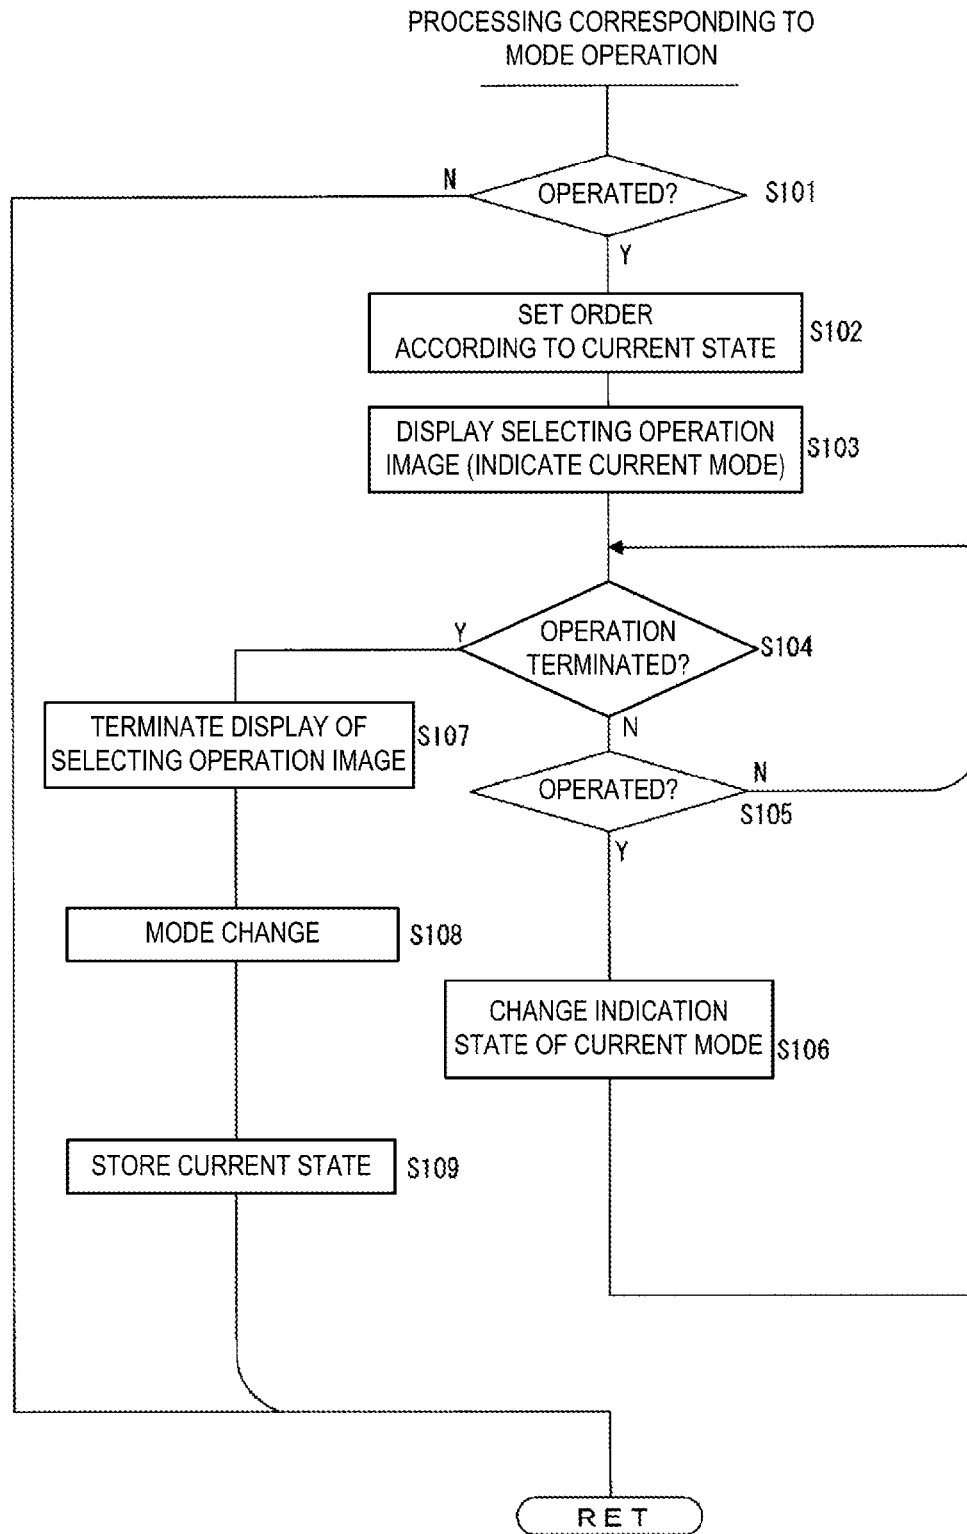 PROCESSING CORRESPONDING TO
MODE OPERATION
N
OPERATED?
S101
Y
SET ORDER
ACCORDING TO CURRENT STATE
S102
DISPLAY SELECTING OPERATION
IMAGE (INDICATE CURRENT MODE)
S103
Y
OPERATION
TERMINATED?
S104
N
TERMINATE DISPLAY OF
SELECTING OPERATION IMAGE
S107
OPERATED?
N
S105
Y
MODE CHANGE
S108
CHANGE INDICATION
STATE OF CURRENT MODE
S106
STORE CURRENT STATE
S109
RET